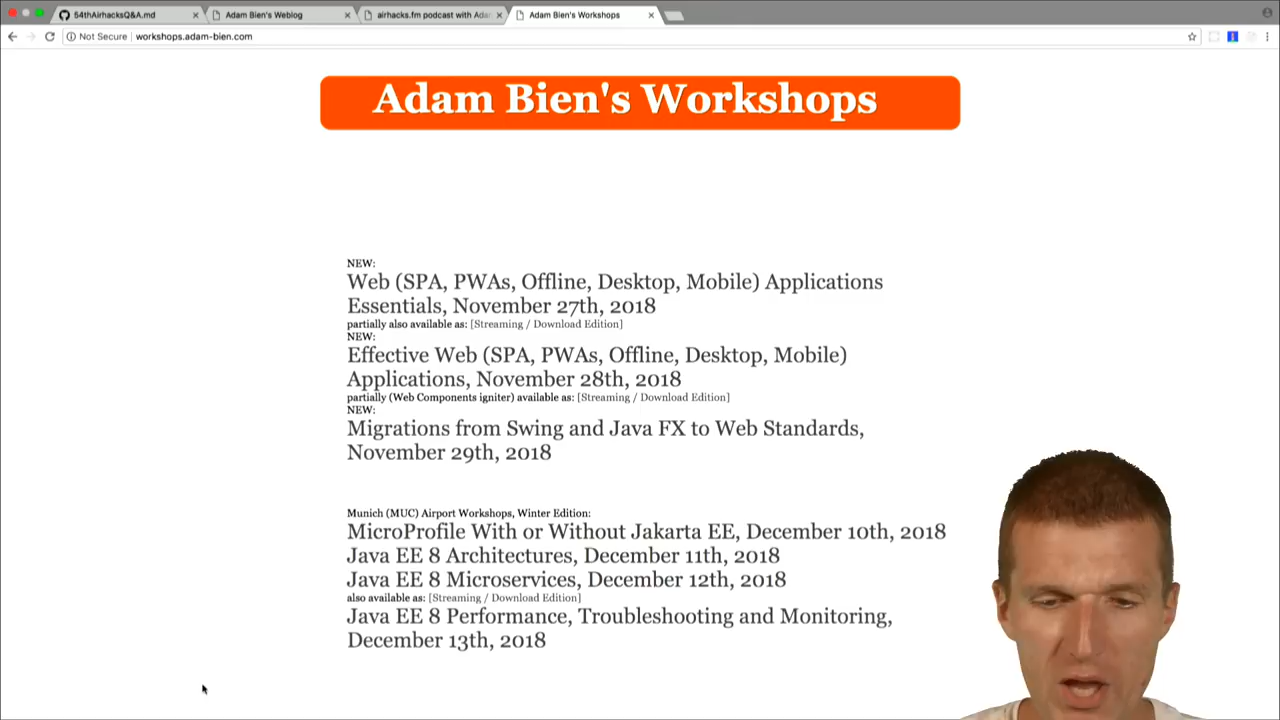 54thAirhacksQ&A.md
Adam Bien's Weblog
airhacks.fm podcast with Ada
Adam Bien's Workshops
Not Secure
workshops.adam-bien.com
Adam Bien's Workshops
NEW:
Web (SPA, PWAs, Offline, Desktop, Mobile) Applications
Essentials, November 27th, 2018
partially also available as: [Streaming / Download Edition]
NEW:
Effective Web (SPA, PWAs, Offline, Desktop, Mobile)
Applications, November 28th, 2018
partially (Web Components igniter) available as: [Streaming / Download Edition]
NEW:
Migrations from Swing and Java FX to Web Standards,
November 29th, 2018
Munich (MUC) Airport Workshops, Winter Edition:
MicroProfile With or Without Jakarta EE, December 10th, 2018
Java EE 8 Architectures, December 11th, 2018
Java EE 8 Microservices, December 12th, 2018
also available as: [Streaming / Download Edition]
Java EE 8 Performance, Troubleshooting and Monitoring,
December 13th, 2018